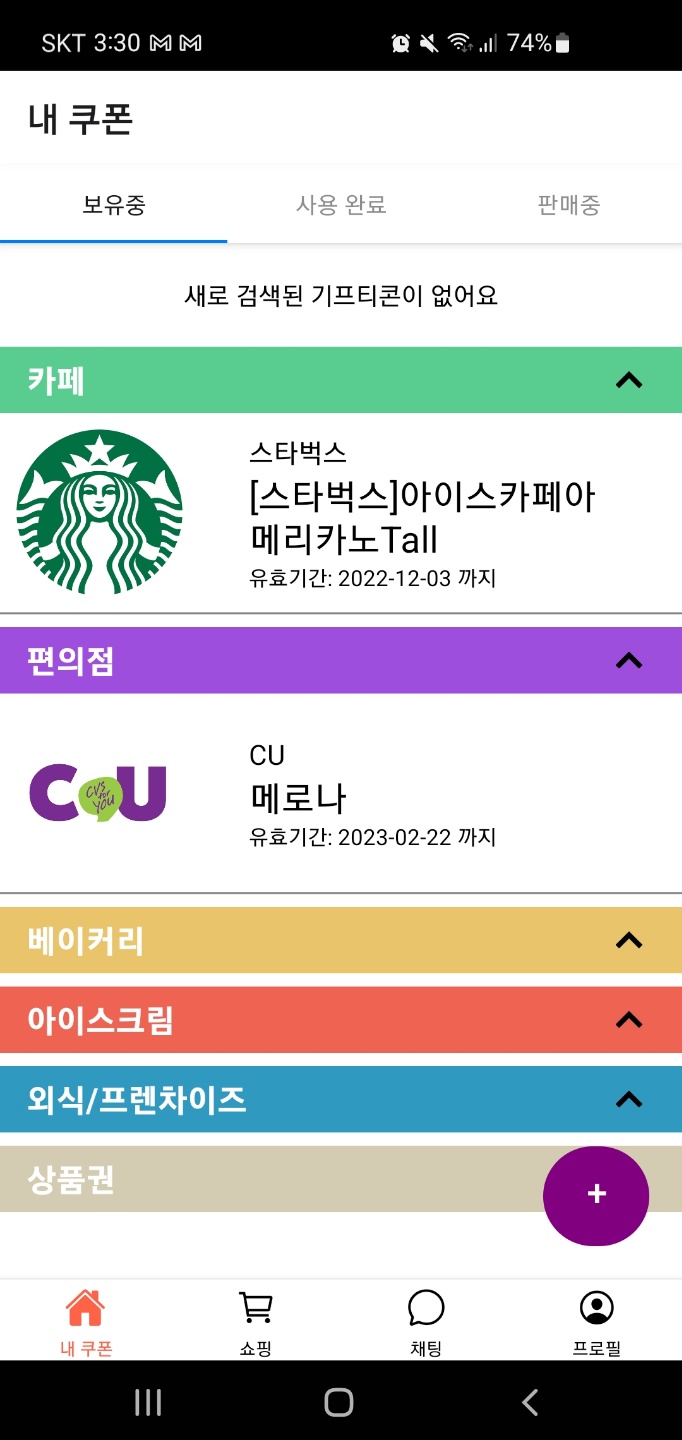 SKT 3:30
74%
내 쿠폰
보유중
사용 완료
판매중
새로 검색된 기프티콘이 없어요
카페
스타벅스
[스타벅스]아이스카페아
메리카노Tall
유효기간: 2022-12-03 까지
편의점
CU
CVS
for
YOU
CU
메로나
유효기간: 2023-02-22 까지
베이커리
아이스크림
외식/프렌차이즈
상품권
+
내 쿠폰
쇼핑
채팅
프로필